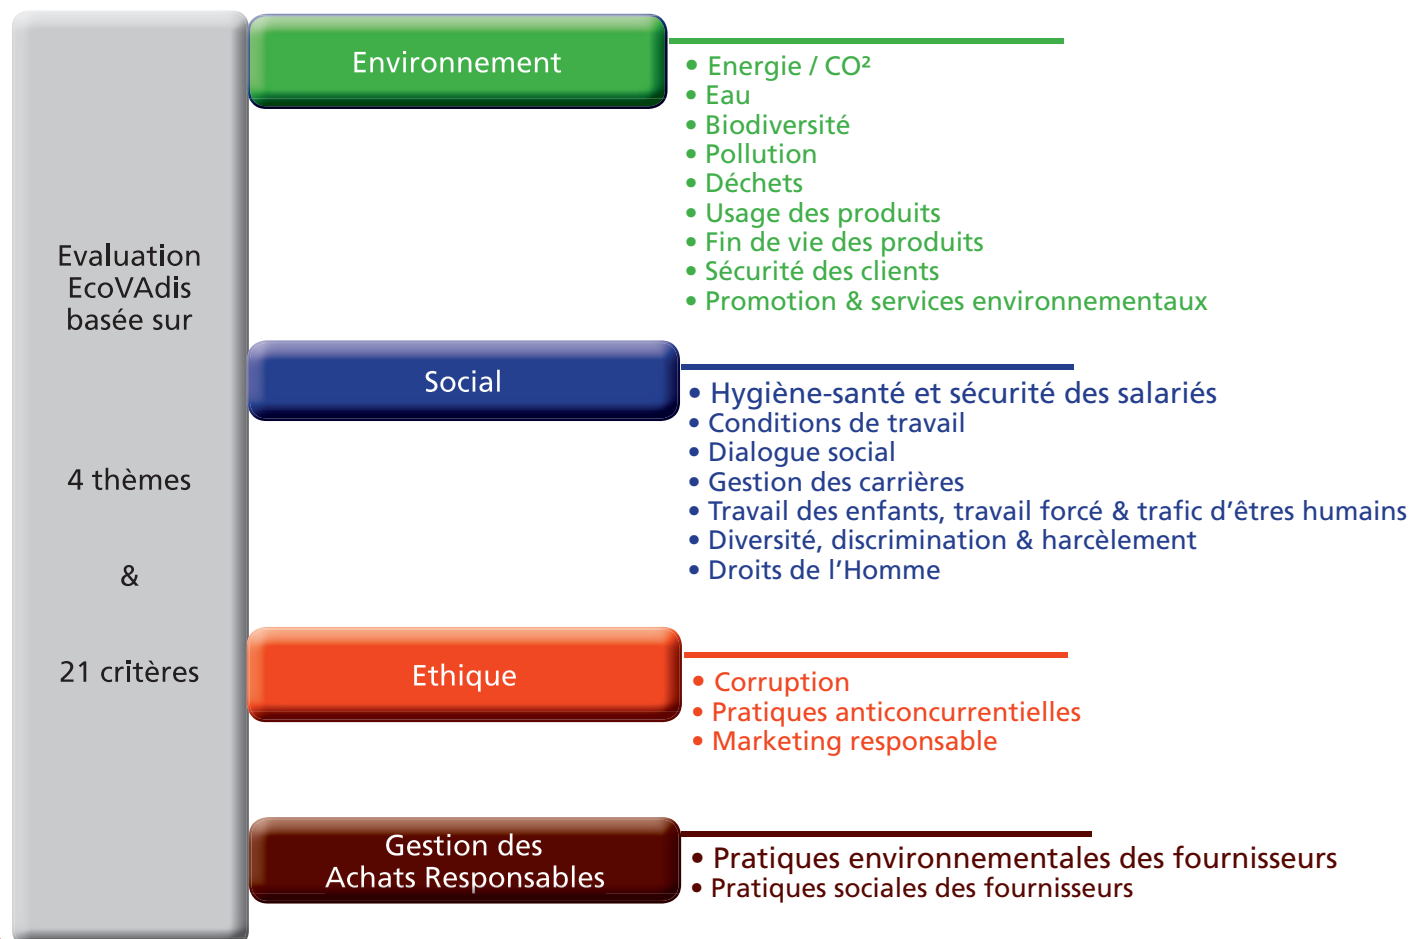 Evaluation
EcoVAdis
basée sur
4 thèmes
&
21 critères
Environnement
• Energie / CO²
• Eau
• Biodiversité
• Pollution
• Déchets
• Usage des produits
• Fin de vie des produits
• Sécurité des clients
• Promotion & services environnementaux
Social
• Hygiène-santé et sécurité des salariés
• Conditions de travail
• Dialogue social
• Gestion des carrières
• Travail des enfants, travail forcé & trafic d’êtres humains
• Diversité, discrimination & harcèlement
• Droits de l’Homme
Ethique
• Corruption
• Pratiques anticoncurrentielles
• Marketing responsable
Gestion des
Achats Responsables
• Pratiques environnementales des fournisseurs
• Pratiques sociales des fournisseurs